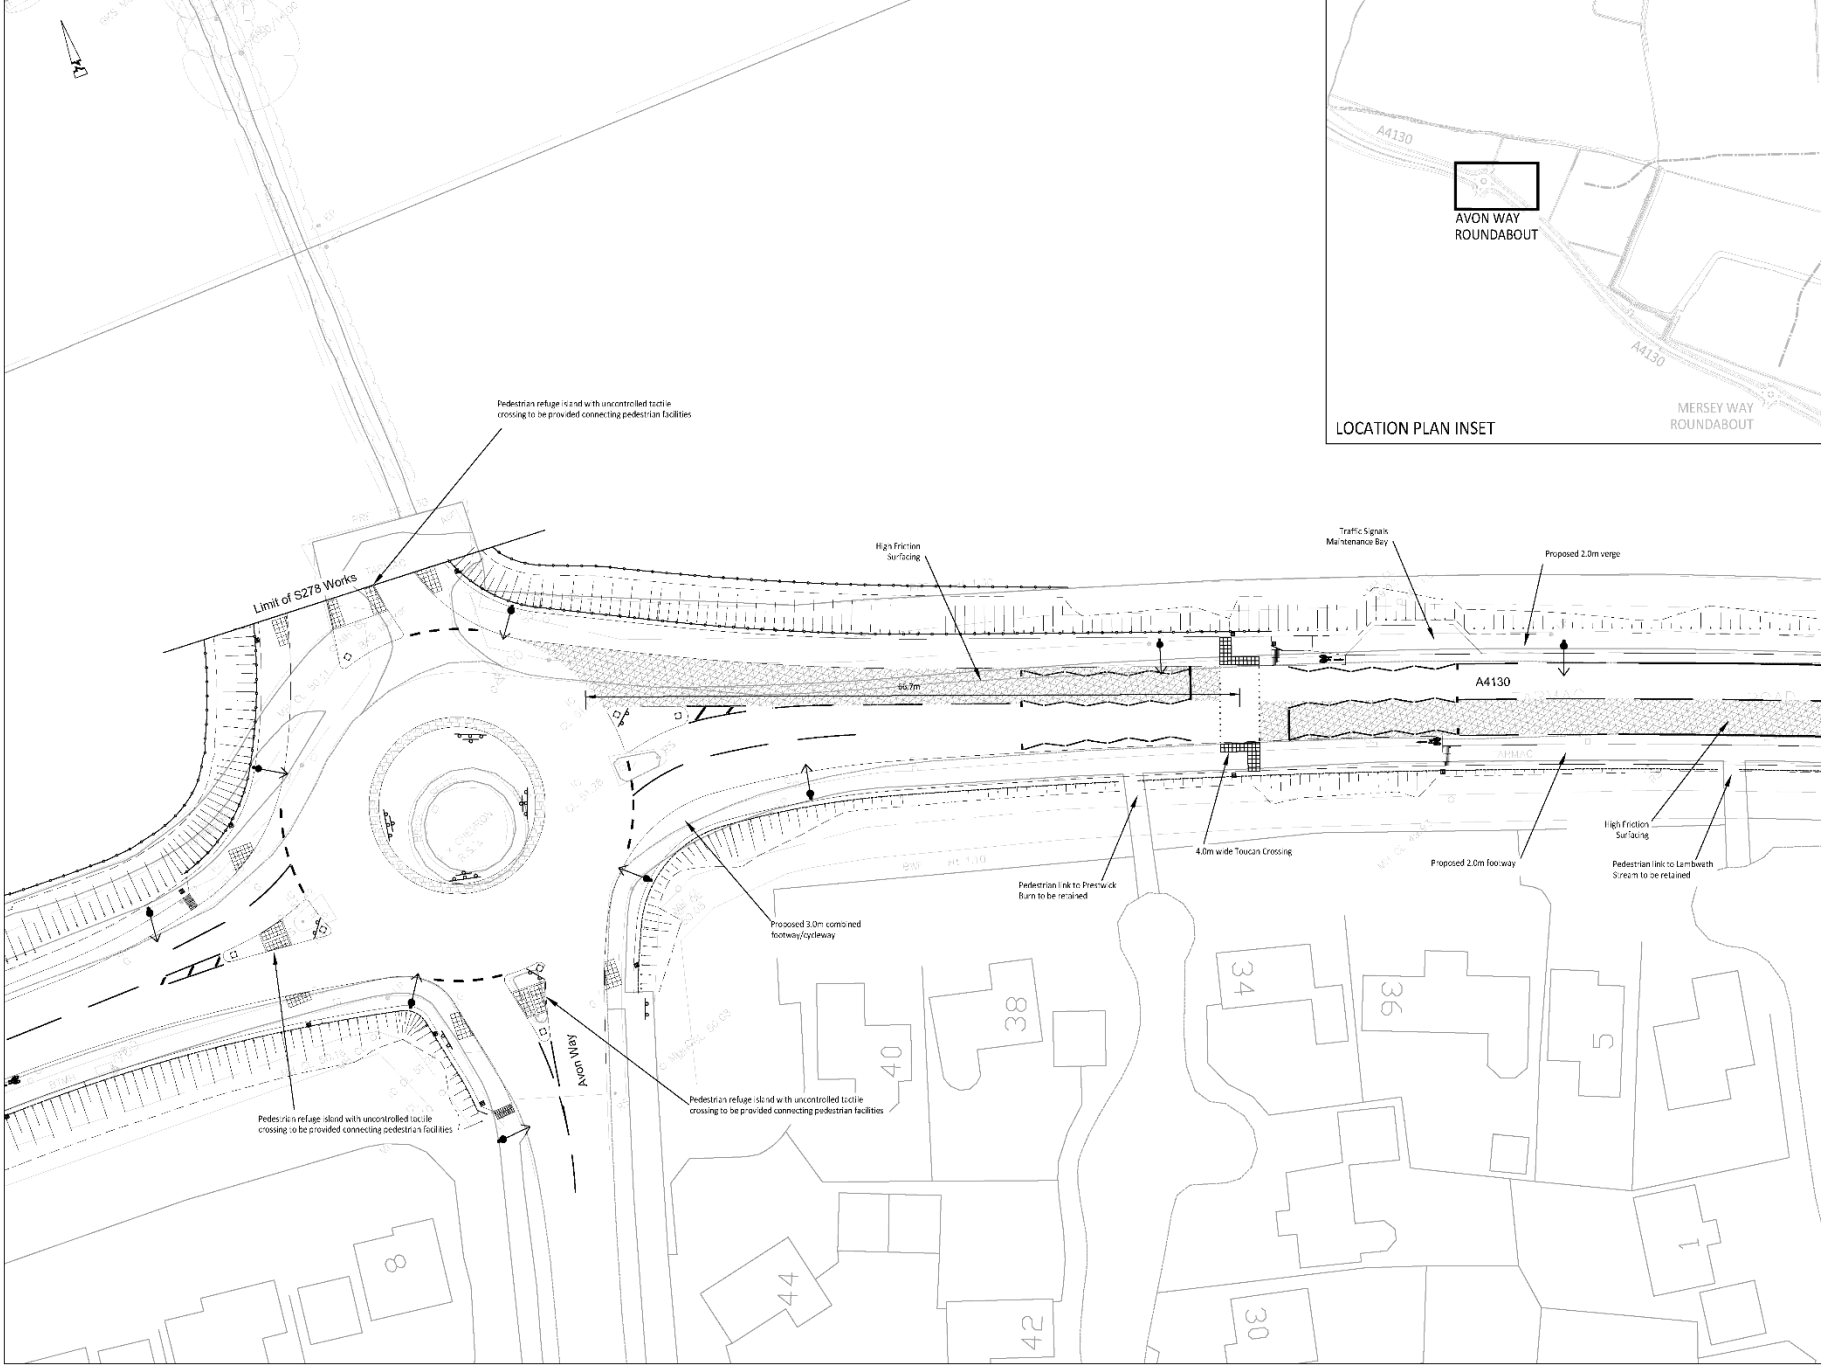 A4130
AVON WAY
ROUNDABOUT
A4130
MERSEY WAY
ROUNDABOUT
LOCATION PLAN INSET
Pedestrian refuge island with uncontrolled tactile
crossing to be provided connecting pedestrian facilities
Limit of S278 Works
High Friction
Surfacing
Traffic Signals
Maintenance Bay
Proposed 2.0m verge
66.7m
A4130
ROAD
4.0m wide Toucan Crossing
High Friction
Surfacing
Proposed 2.0m footway
Pedestrian link to Lambwath
Stream to be retained
Pedestrian link to Prestwick
Burn to be retained
Proposed 3.0m combined
footway/cycleway
Avon Way
Pedestrian refuge island with uncontrolled tactile
crossing to be provided connecting pedestrian facilities
Pedestrian refuge island with uncontrolled tactile
crossing to be provided connecting pedestrian facilities
34
36
38
40
5
8
44
42
30
1